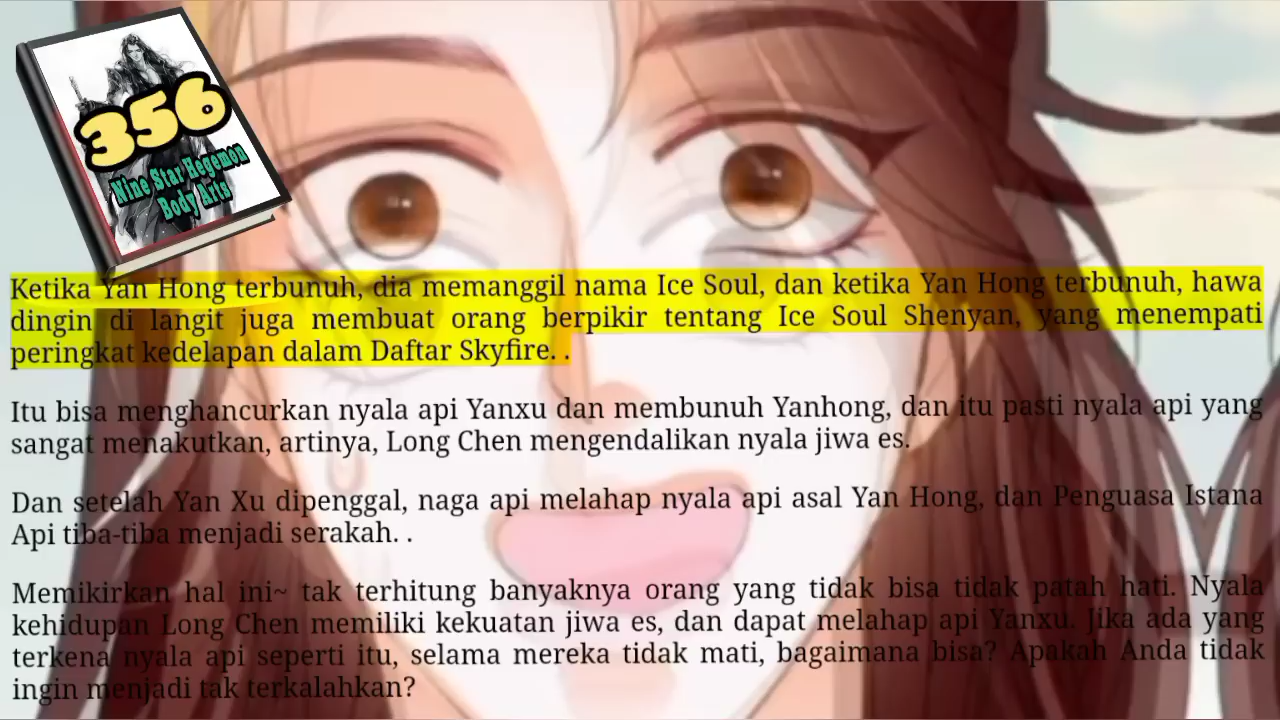 356
Nine Star Hegemon
Body Arts
Ketika Yan Hong terbunuh, dia memanggil nama Ice Soul, dan ketika Yan Hong terbunuh, hawa
dingin di langit juga membuat orang berpikir tentang Ice Soul Shenyan, yang menempati
peringkat kedelapan dalam Daftar Skyfire. .
Itu bisa menghancurkan nyala api Yanxu dan membunuh Yanhong, dan itu pasti nyala api yang
sangat menakutkan, artinya, Long Chen mengendalikan nyala jiwa es.
Dan setelah Yan Xu dipenggal, naga api melahap nyala api asal Yan Hong, dan Penguasa Istana
Api tiba-tiba menjadi serakah. .
Memikirkan hal ini~ tak terhitung banyaknya orang yang tidak bisa tidak patah hati. Nyala
kehidupan Long Chen memiliki kekuatan jiwa es, dan dapat melahap api Yanxu. Jika ada yang
terkena nyala api seperti itu, selama mereka tidak mati, bagaimana bisa? Apakah Anda tidak
ingin menjadi tak terkalahkan?